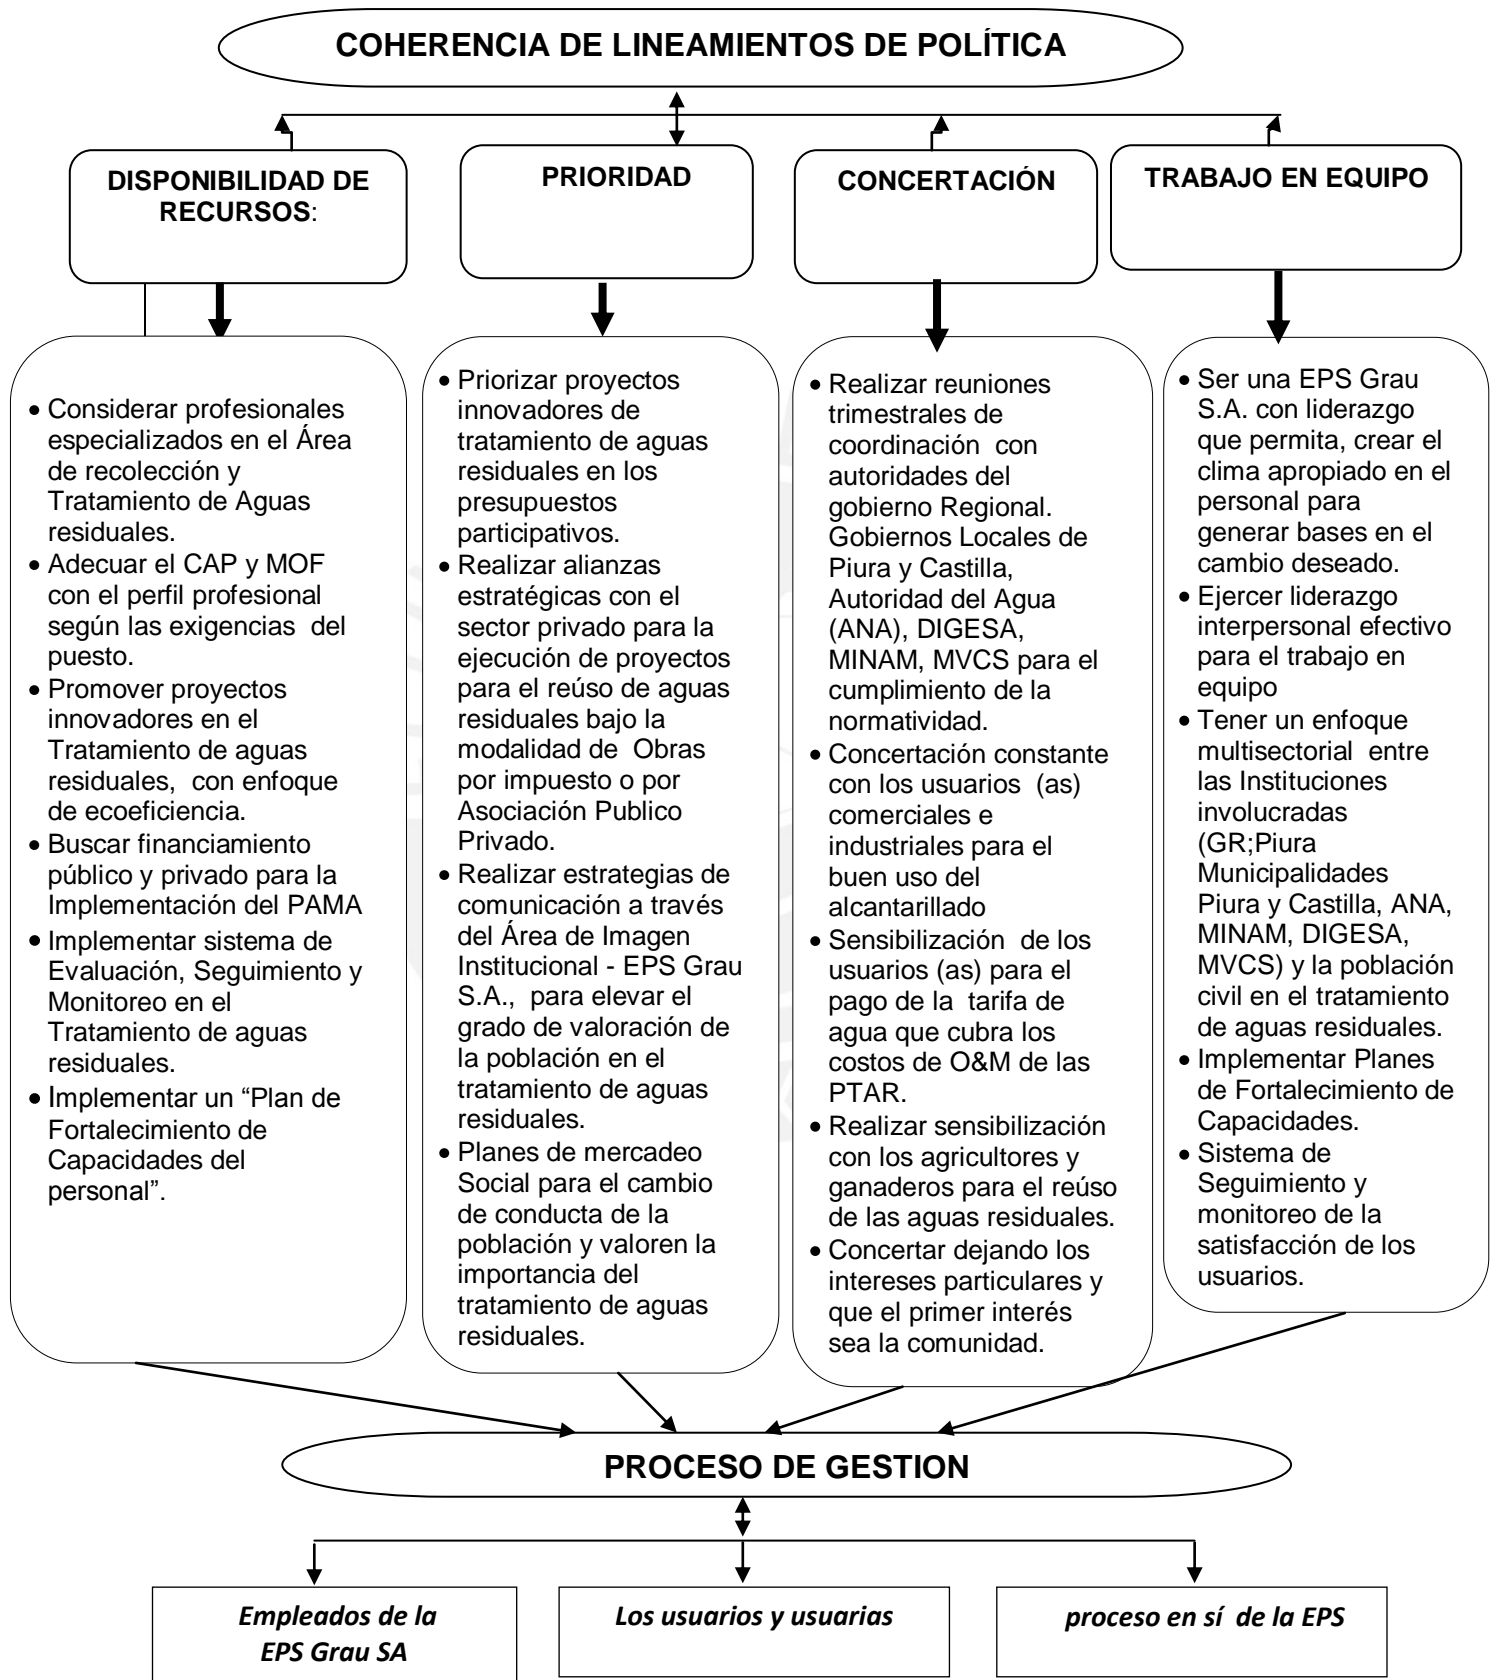 COHERENCIA DE LINEAMIENTOS DE POLÍTICA
DISPONIBILIDAD DE
RECURSOS:
PRIORIDAD
CONCERTACIÓN
TRABAJO EN EQUIPO
• Considerar profesionales
especializados en el Área
de recolección y
Tratamiento de Aguas
residuales.
• Adecuar el CAP y MOF
con el perfil profesional
según las exigencias del
puesto.
• Promover proyectos
innovadores en el
Tratamiento de aguas
residuales, con enfoque
de ecoeficiencia.
• Buscar financiamiento
público y privado para la
Implementación del PAMA
• Implementar sistema de
Evaluación, Seguimiento y
Monitoreo en el
Tratamiento de aguas
residuales.
• Implementar un “Plan de
Fortalecimiento de
Capacidades del
personal”.
• Priorizar proyectos
innovadores de
tratamiento de aguas
residuales en los
presupuestos
participativos.
• Realizar alianzas
estratégicas con el
sector privado para la
ejecución de proyectos
para el reúso de aguas
residuales bajo la
modalidad de Obras
por impuesto o por
Asociación Publico
Privado.
• Realizar estrategias de
comunicación a través
del Área de Imagen
Institucional - EPS Grau
S.A., para elevar el
grado de valoración de
la población en el
tratamiento de aguas
residuales.
• Planes de mercadeo
Social para el cambio
de conducta de la
población y valoren la
importancia del
tratamiento de aguas
residuales.
• Realizar reuniones
trimestrales de
coordinación con
autoridades del
gobierno Regional.
Gobiernos Locales de
Piura y Castilla,
Autoridad del Agua
(ANA), DIGESA,
MINAM, MVCS para el
cumplimiento de la
normatividad.
• Concertación constante
con los usuarios (as)
comerciales e
industriales para el
buen uso del
alcantarillado
• Sensibilización de los
usuarios (as) para el
pago de la tarifa de
agua que cubra los
costos de O&M de las
PTAR.
• Realizar sensibilización
con los agricultores y
ganaderos para el reúso
de las aguas residuales.
• Concertar dejando los
intereses particulares y
que el primer interés
sea la comunidad.
• Ser una EPS Grau
S.A. con liderazgo
que permita, crear el
clima apropiado en el
personal para
generar bases en el
cambio deseado.
• Ejercer liderazgo
interpersonal efectivo
para el trabajo en
equipo
• Tener un enfoque
multisectorial entre
las Instituciones
involucradas
(GR;Piura
Municipalidades
Piura y Castilla, ANA,
MINAM, DIGESA,
MVCS) y la población
civil en el tratamiento
de aguas residuales.
• Implementar Planes
de Fortalecimiento de
Capacidades.
• Sistema de
Seguimiento y
monitoreo de la
satisfacción de los
usuarios.
PROCESO DE GESTION
Empleados de la
EPS Grau SA
Los usuarios y usuarias
proceso en sí de la EPS